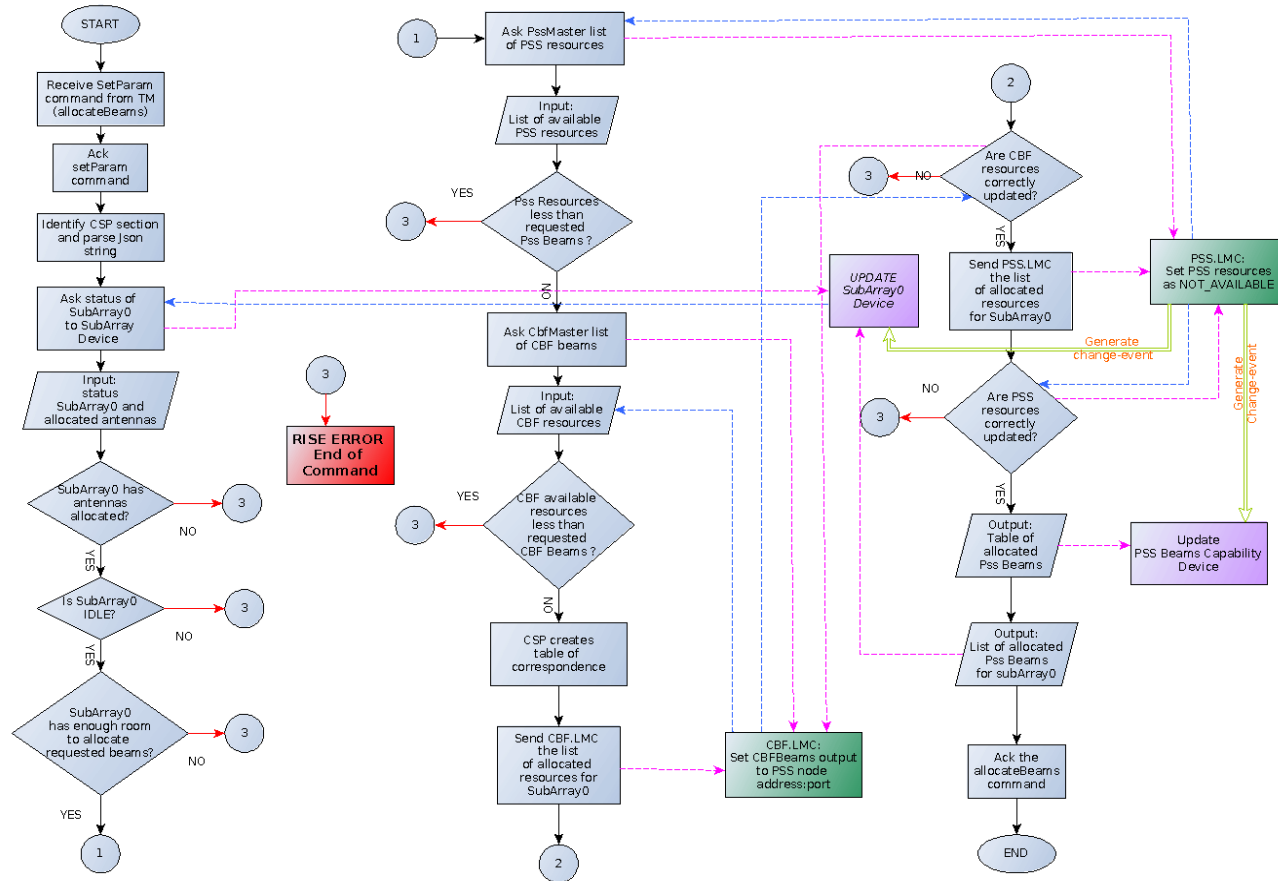 START
Receive SetParam
command from TM
(allocateBeams)
Ack
setParam
command
Identify CSP section
and parse Json
string
Ask status of
SubArray0
to SubArray
Device
Input:
status
SubArray0 and
allocated antennas
SubArray0 has
antennas
allocated?
NO
3
YES
Is SubArray0
IDLE?
NO
3
YES
SubArray0
has enough room
to allocate
requested beams?
NO
3
YES
1
3
RISE ERROR
End of
Command
1
Ask PssMaster list
of PSS resources
Input:
List of available
PSS resources
Pss Resources
less than
requested
Pss Beams ?
YES
3
NO
Ask CbfMaster list
of CBF beams
Input:
List of available
CBF resources
CBF available
resources
less than
requested
CBF Beams ?
YES
3
NO
CSP creates
table of
correspondence
Send CBF.LMC
the list
of allocated
resources for
SubArray0
2
CBF.LMC:
Set CBFBeams output
to PSS node
address:port
2
Are CBF
resources
correctly
updated?
NO
3
YES
Send PSS.LMC
the list
of allocated
resources
for SubArray0
PSS.LMC:
Set PSS resources
as NOT_AVAILABLE
UPDATE
SubArray0
Device
Generate
change-event
Generate
Change-event
Are PSS
resources
correctly
updated?
NO
3
YES
Output:
Table of
allocated
Pss Beams
Update
PSS Beams Capability
Device
Output:
List of allocated
Pss Beams
for subArray0
Ack the
allocateBeams
command
END